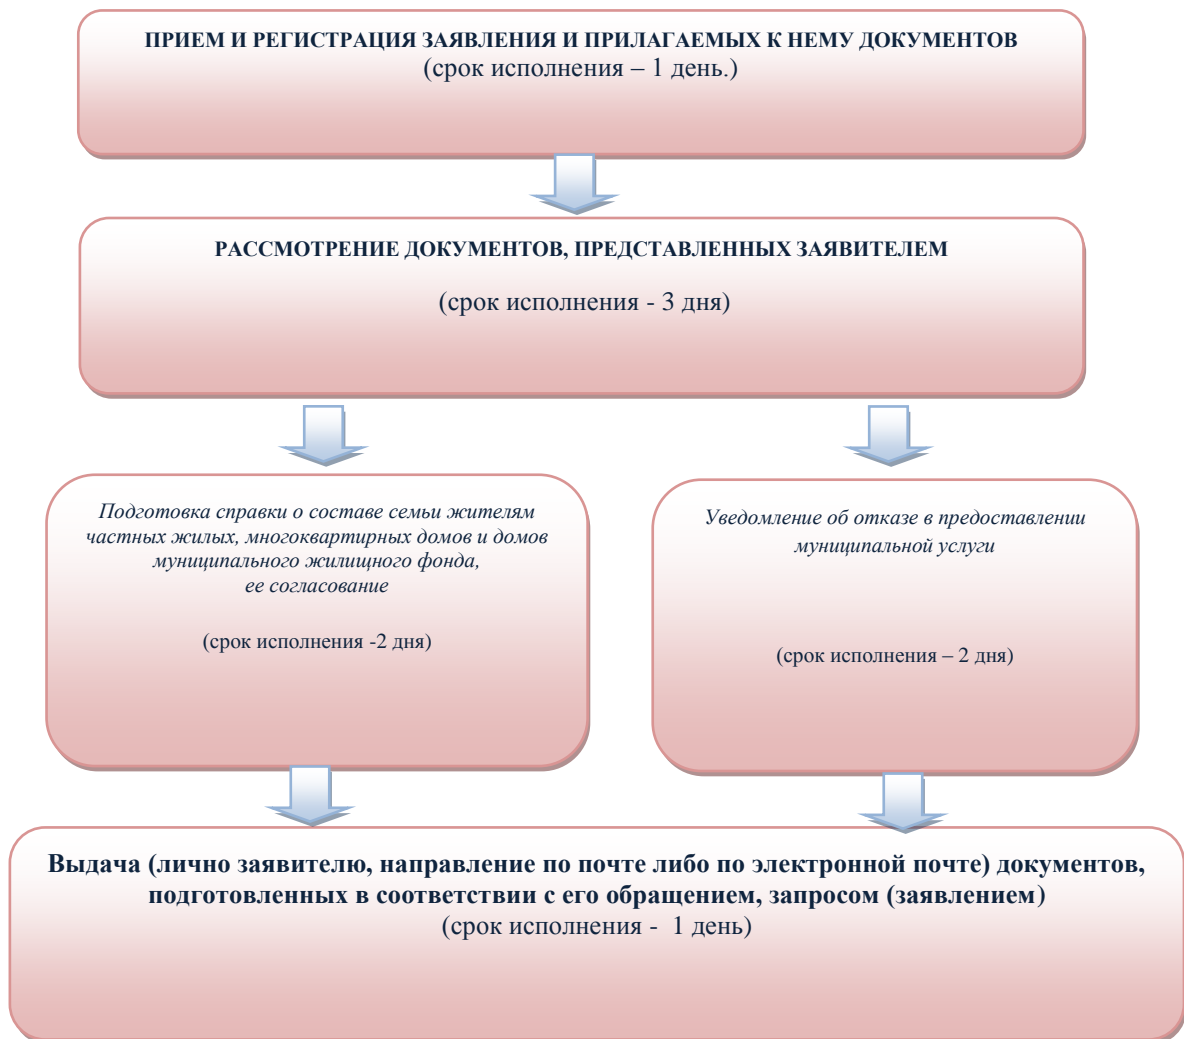 ПРИЕМ И РЕГИСТРАЦИЯ ЗАЯВЛЕНИЯ И ПРИЛАГАЕМЫХ К НЕМУ ДОКУМЕНТОВ
(срок исполнения – 1 день.)
РАССМОТРЕНИЕ ДОКУМЕНТОВ, ПРЕДСТАВЛЕННЫХ ЗАЯВИТЕЛЕМ
(срок исполнения - 3 дня)
Подготовка справки о составе семьи жителям
частных жилых, многоквартирных домов и домов
муниципального жилищного фонда,
ее согласование
(срок исполнения -2 дня)
Уведомление об отказе в предоставлении
муниципальной услуги
(срок исполнения – 2 дня)
Выдача (лично заявителю, направление по почте либо по электронной почте) документов,
подготовленных в соответствии с его обращением, запросом (заявлением)
(срок исполнения - 1 день)